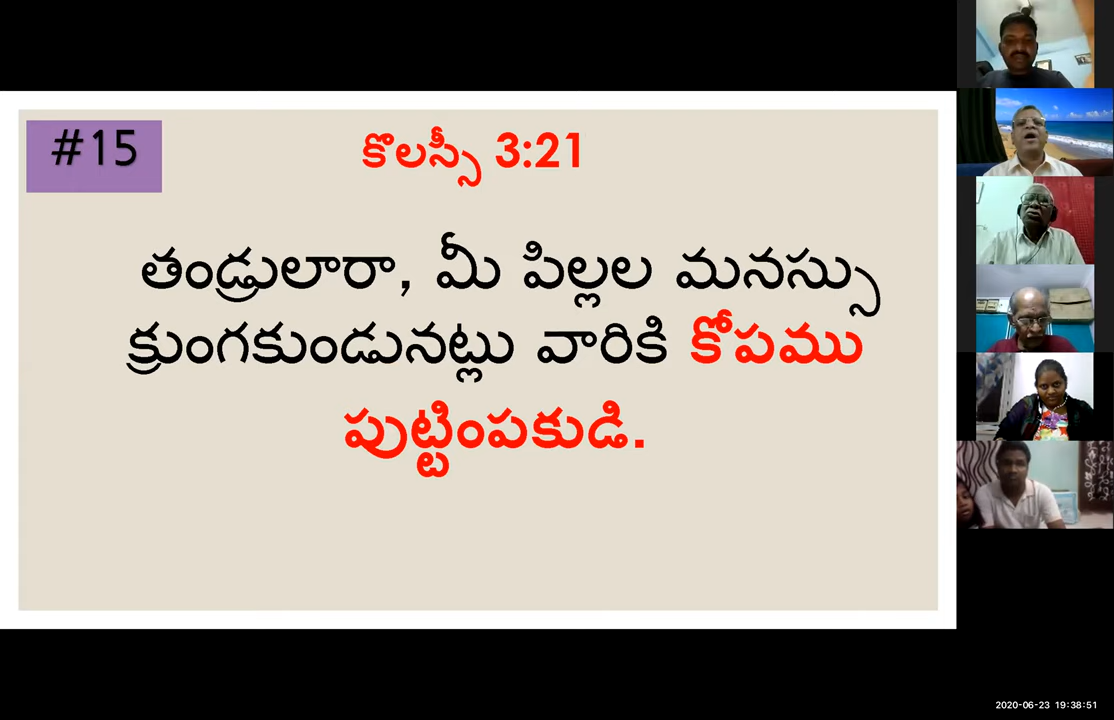 #15
కొలస్సీ 3:21
తండ్రులారా, మీ పిల్లల మనస్సు
క్రుంగకుండునట్లు వారికి కోపము
పుట్టింపకుడి.
2020-06-23 19:38:51